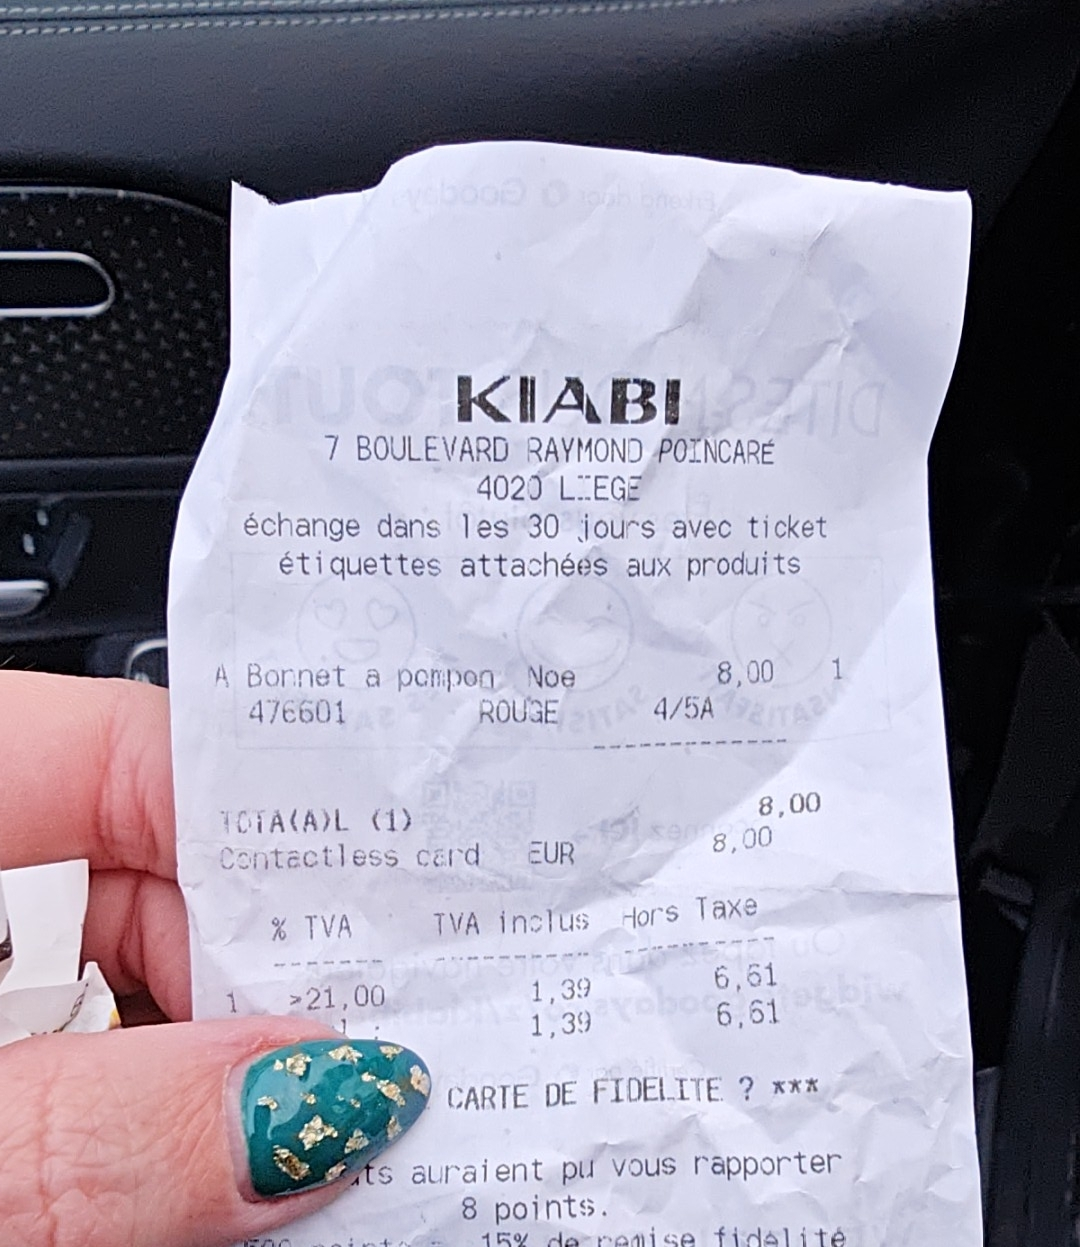 KIABI
7 BOULEVARD RAYMOND POINCARÉ
4020 LIEGE
échange dans les 30 jours avec ticket
étiquettes attachées aux produits
A Bonnet a pompon Noe 8,00 1
476601 ROUGE 4/5A
TOTA(A)L (1) 8,00
Contactless card EUR 8,00
% TVA TVA inclus Hors Taxe
1 >21,00 1,39 6,61
1,39 6,61
CARTE DE FIDELITE ? ***
auraient pu vous rapporter
8 points.
15% de remise fidélité